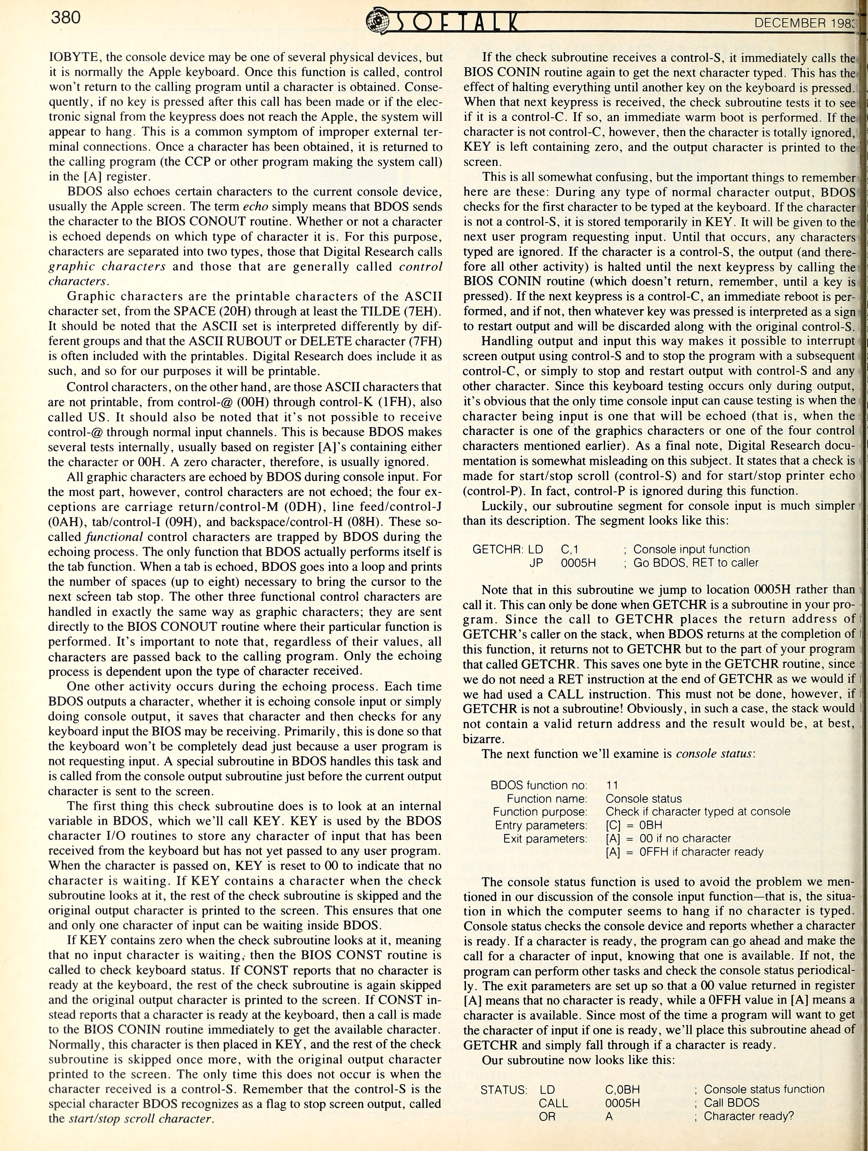 380
SOFTALK
DECEMBER 198
IOBYTE, the console device may be one of several physical devices, but
it is normally the Apple keyboard. Once this function is called, control
won't return to the calling program until a character is obtained. Conse-
quently, if no key is pressed after this call has been made or if the elec-
tronic signal from the keypress does not reach the Apple, the system will
appear to hang. This is a common symptom of improper external ter-
minal connections. Once a character has been obtained, it is returned to
the calling program (the CCP or other program making the system call)
in the [A] register.
BDOS also echoes certain characters to the current console device,
usually the Apple screen. The term echo simply means that BDOS sends
the character to the BIOS CONOUT routine. Whether or not a character
is echoed depends on which type of character it is. For this purpose,
characters are separated into two types, those that Digital Research calls
graphic characters and those that are generally called control
characters.
Graphic characters are the printable characters of the ASCII
character set, from the SPACE (20H) through at least the TILDE (7EH).
It should be noted that the ASCII set is interpreted differently by dif-
ferent groups and that the ASCII RUBOUT or DELETE character (7FH)
is often included with the printables. Digital Research does include it as
such, and so for our purposes it will be printable.
Control characters, on the other hand, are those ASCII characters that
are not printable, from control-@ (00H) through control-K (1FH), also
called US. It should also be noted that it's not possible to receive
control-@ through normal input channels. This is because BDOS makes
several tests internally, usually based on register [A]'s containing either
the character or 00H. A zero character, therefore, is usually ignored.
All graphic characters are echoed by BDOS during console input. For
the most part, however, control characters are not echoed; the four ex-
ceptions are carriage return/control-M (0DH), line feed/control-J
(0AH), tab/control-I (09H), and backspace/control-H (08H). These so-
called functional control characters are trapped by BDOS during the
echoing process. The only function that BDOS actually performs itself is
the tab function. When a tab is echoed, BDOS goes into a loop and prints
the number of spaces (up to eight) necessary to bring the cursor to the
next screen tab stop. The other three functional control characters are
handled in exactly the same way as graphic characters; they are sent
directly to the BIOS CONOUT routine where their particular function is
performed. It's important to note that, regardless of their values, all
characters are passed back to the calling program. Only the echoing
process is dependent upon the type of character received.
One other activity occurs during the echoing process. Each time
BDOS outputs a character, whether it is echoing console input or simply
doing console output, it saves that character and then checks for any
keyboard input the BIOS may be receiving. Primarily, this is done so that
the keyboard won't be completely dead just because a user program is
not requesting input. A special subroutine in BDOS handles this task and
is called from the console output subroutine just before the current output
character is sent to the screen.
The first thing this check subroutine does is to look at an internal
variable in BDOS, which we'll call KEY. KEY is used by the BDOS
character I/O routines to store any character of input that has been
received from the keyboard but has not yet passed to any user program.
When the character is passed on, KEY is reset to 00 to indicate that no
character is waiting. If KEY contains a character when the check
subroutine looks at it, the rest of the check subroutine is skipped and the
original output character is printed to the screen. This ensures that one
and only one character of input can be waiting inside BDOS.
If KEY contains zero when the check subroutine looks at it, meaning
that no input character is waiting, then the BIOS CONST routine is
called to check keyboard status. If CONST reports that no character is
ready at the keyboard, the rest of the check subroutine is again skipped
and the original output character is printed to the screen. If CONST in-
stead reports that a character is ready at the keyboard, then a call is made
to the BIOS CONIN routine immediately to get the available character.
Normally, this character is then placed in KEY, and the rest of the check
subroutine is skipped once more, with the original output character
printed to the screen. The only time this does not occur is when the
character received is a control-S. Remember that the control-S is the
special character BDOS recognizes as a flag to stop screen output, called
the start/stop scroll character.
If the check subroutine receives a control-S, it immediately calls the
BIOS CONIN routine again to get the next character typed. This has the
effect of halting everything until another key on the keyboard is pressed.
When that next keypress is received, the check subroutine tests it to see
if it is a control-C. If so, an immediate warm boot is performed. If the
character is not control-C, however, then the character is totally ignored,
KEY is left containing zero, and the output character is printed to the
screen.
This is all somewhat confusing, but the important things to remember
here are these: During any type of normal character output, BDOS
checks for the first character to be typed at the keyboard. If the character
is not a control-S, it is stored temporarily in KEY. It will be given to the
next user program requesting input. Until that occurs, any characters
typed are ignored. If the character is a control-S, the output (and there-
fore all other activity) is halted until the next keypress by calling the
BIOS CONIN routine (which doesn't return, remember, until a key is
pressed). If the next keypress is a control-C, an immediate reboot is per-
formed, and if not, then whatever key was pressed is interpreted as a sign
to restart output and will be discarded along with the original control-S.
Handling output and input this way makes it possible to interrupt
screen output using control-S and to stop the program with a subsequent
control-C, or simply to stop and restart output with control-S and any
other character. Since this keyboard testing occurs only during output,
it's obvious that the only time console input can cause testing is when the
character being input is one that will be echoed (that is, when the
character is one of the graphics characters or one of the four control
characters mentioned earlier). As a final note, Digital Research docu-
mentation is somewhat misleading on this subject. It states that a check is
made for start/stop scroll (control-S) and for start/stop printer echo
(control-P). In fact, control-P is ignored during this function.
Luckily, our subroutine segment for console input is much simpler
than its description. The segment looks like this:
GETCHR: LD C,1 ; Console input function
JP 0005H ; Go BDOS, RET to caller
Note that in this subroutine we jump to location 0005H rather than
call it. This can only be done when GETCHR is a subroutine in your pro-
gram. Since the call to GETCHR places the return address of
GETCHR's caller on the stack, when BDOS returns at the completion of
this function, it returns not to GETCHR but to the part of your program
that called GETCHR. This saves one byte in the GETCHR routine, since
we do not need a RET instruction at the end of GETCHR as we would if
we had used a CALL instruction. This must not be done, however, if
GETCHR is not a subroutine! Obviously, in such a case, the stack would
not contain a valid return address and the result would be, at best,
bizarre.
The next function we'll examine is console status:
BDOS function no: 11
Function name: Console status
Function purpose: Check if character typed at console
Entry parameters: [C] = 0BH
Exit parameters: [A] = 00 if no character
[A] = 0FFH if character ready
The console status function is used to avoid the problem we men-
tioned in our discussion of the console input function—that is, the situa-
tion in which the computer seems to hang if no character is typed.
Console status checks the console device and reports whether a character
is ready. If a character is ready, the program can go ahead and make the
call for a character of input, knowing that one is available. If not, the
program can perform other tasks and check the console status periodical-
ly. The exit parameters are set up so that a 00 value returned in register
[A] means that no character is ready, while a 0FFH value in [A] means a
character is available. Since most of the time a program will want to get
the character of input if one is ready, we'll place this subroutine ahead of
GETCHR and simply fall through if a character is ready.
Our subroutine now looks like this:
STATUS: LD C,0BH ; Console status function
CALL 0005H ; Call BDOS
OR A ; Character ready?